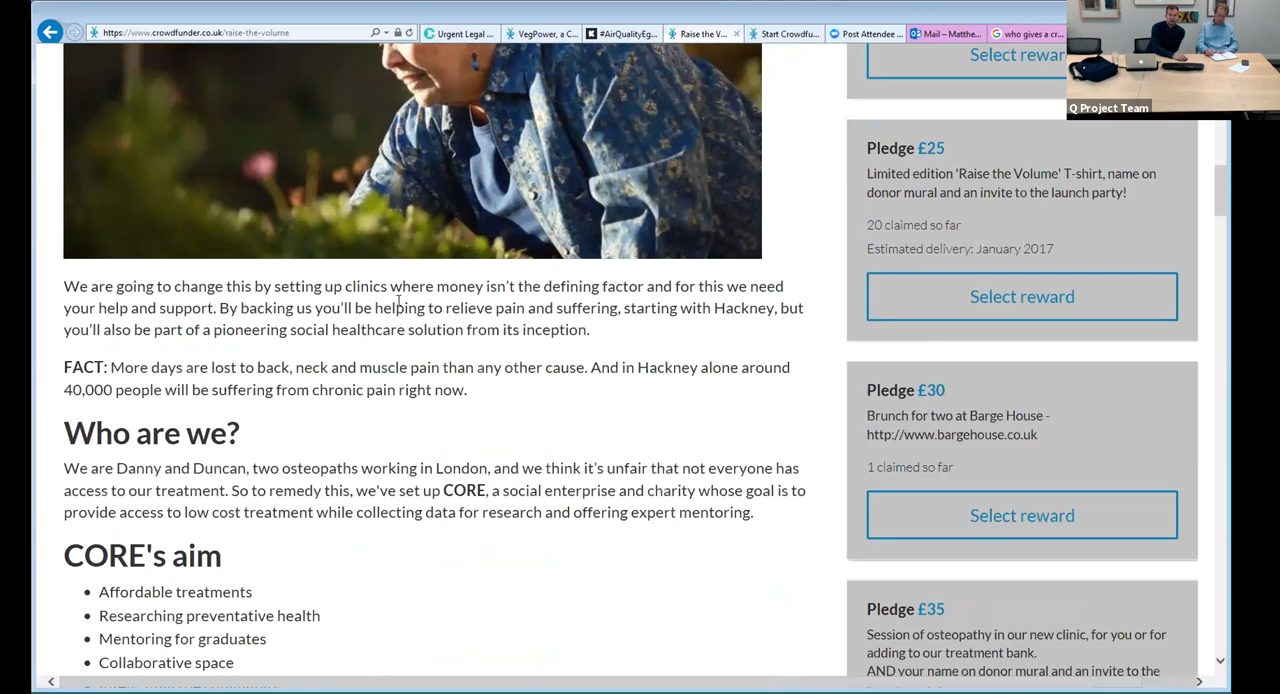 https://www.crowdfunder.co.uk/raise-the-volume
Urgent Legal ...
VegPower, a C...
#AirQualityEg...
Raise the V...
Start Crowdfu...
Post Attendee ...
Mail – Matthe...
who gives a cr...
Q Project Team
Select rewar
We are going to change this by setting up clinics where money isn't the defining factor and for this we need
your help and support. By backing us you'll be helping to relieve pain and suffering, starting with Hackney, but
you'll also be part of a pioneering social healthcare solution from its inception.
FACT: More days are lost to back, neck and muscle pain than any other cause. And in Hackney alone around
40,000 people will be suffering from chronic pain right now.
Who are we?
We are Danny and Duncan, two osteopaths working in London, and we think it's unfair that not everyone has
access to our treatment. So to remedy this, we've set up CORE, a social enterprise and charity whose goal is to
provide access to low cost treatment while collecting data for research and offering expert mentoring.
CORE's aim
• Affordable treatments
• Researching preventative health
• Mentoring for graduates
• Collaborative space
Pledge £25
Limited edition 'Raise the Volume' T-shirt, name on
donor mural and an invite to the launch party!
20 claimed so far
Estimated delivery: January 2017
Select reward
Pledge £30
Brunch for two at Barge House -
http://www.bargehouse.co.uk
1 claimed so far
Select reward
Pledge £35
Session of osteopathy in our new clinic, for you or for
adding to our treatment bank.
AND your name on donor mural and an invite to the